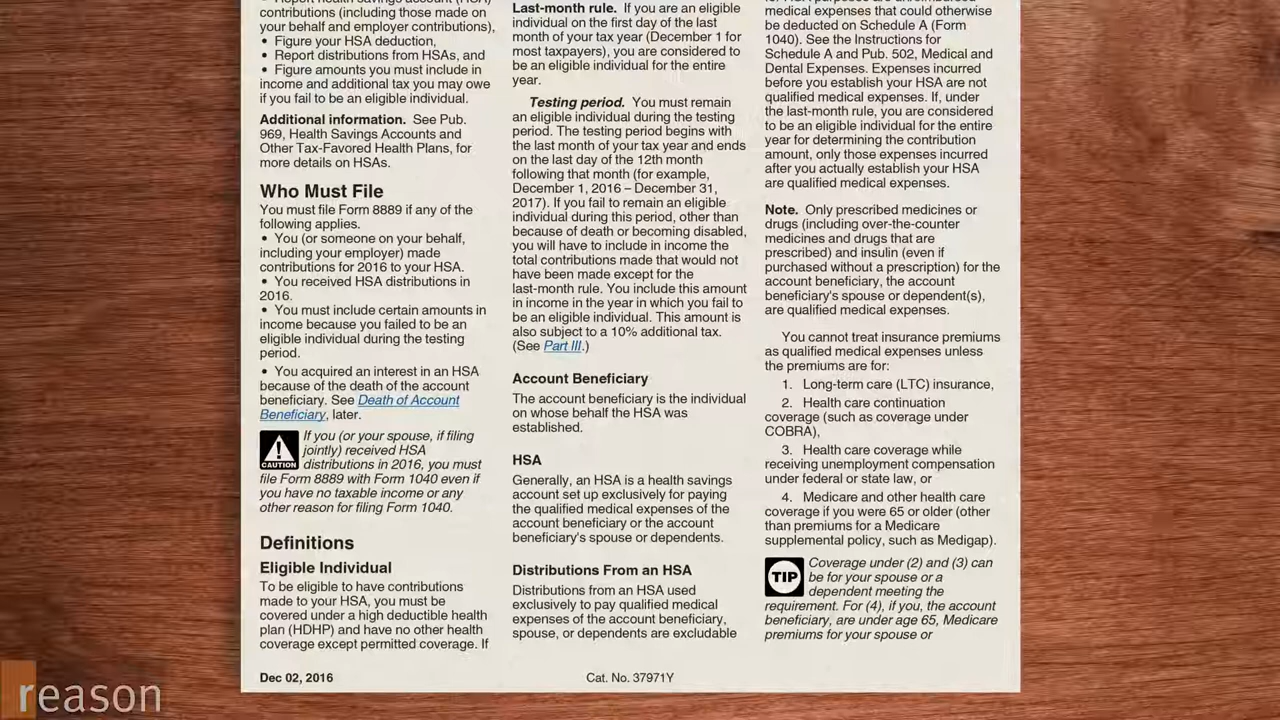 contributions (including those made on
your behalf and employer contributions),
• Figure your HSA deduction,
• Report distributions from HSAs, and
• Figure amounts you must include in
income and additional tax you may owe
if you fail to be an eligible individual.
Additional information. See Pub.
969, Health Savings Accounts and
Other Tax-Favored Health Plans, for
more details on HSAs.
Who Must File
You must file Form 8889 if any of the
following applies.
• You (or someone on your behalf,
including your employer) made
contributions for 2016 to your HSA.
• You received HSA distributions in
2016.
• You must include certain amounts in
income because you failed to be an
eligible individual during the testing
period.
• You acquired an interest in an HSA
because of the death of the account
beneficiary. See Death of Account
Beneficiary, later.
CAUTION
If you (or your spouse, if filing
jointly) received HSA
distributions in 2016, you must
file Form 8889 with Form 1040 even if
you have no taxable income or any
other reason for filing Form 1040.
Definitions
Eligible Individual
To be eligible to have contributions
made to your HSA, you must be
covered under a high deductible health
plan (HDHP) and have no other health
coverage except permitted coverage. If
Last-month rule. If you are an eligible
individual on the first day of the last
month of your tax year (December 1 for
most taxpayers), you are considered to
be an eligible individual for the entire
year.
Testing period. You must remain
an eligible individual during the testing
period. The testing period begins with
the last month of your tax year and ends
on the last day of the 12th month
following that month (for example,
December 1, 2016 – December 31,
2017). If you fail to remain an eligible
individual during this period, other than
because of death or becoming disabled,
you will have to include in income the
total contributions made that would not
have been made except for the
last-month rule. You include this amount
in income in the year in which you fail to
be an eligible individual. This amount is
also subject to a 10% additional tax.
(See Part III.)
Account Beneficiary
The account beneficiary is the individual
on whose behalf the HSA was
established.
HSA
Generally, an HSA is a health savings
account set up exclusively for paying
the qualified medical expenses of the
account beneficiary or the account
beneficiary's spouse or dependents.
Distributions From an HSA
Distributions from an HSA used
exclusively to pay qualified medical
expenses of the account beneficiary,
spouse, or dependents are excludable
medical expenses that could otherwise
be deducted on Schedule A (Form
1040). See the Instructions for
Schedule A and Pub. 502, Medical and
Dental Expenses. Expenses incurred
before you establish your HSA are not
qualified medical expenses. If, under
the last-month rule, you are considered
to be an eligible individual for the entire
year for determining the contribution
amount, only those expenses incurred
after you actually establish your HSA
are qualified medical expenses.
Note. Only prescribed medicines or
drugs (including over-the-counter
medicines and drugs that are
prescribed) and insulin (even if
purchased without a prescription) for the
account beneficiary, the account
beneficiary's spouse or dependent(s),
are qualified medical expenses.
You cannot treat insurance premiums
as qualified medical expenses unless
the premiums are for:
1. Long-term care (LTC) insurance,
2. Health care continuation
coverage (such as coverage under
COBRA),
3. Health care coverage while
receiving unemployment compensation
under federal or state law, or
4. Medicare and other health care
coverage if you were 65 or older (other
than premiums for a Medicare
supplemental policy, such as Medigap).
TIP
Coverage under (2) and (3) can
be for your spouse or a
dependent meeting the
requirement. For (4), if you, the account
beneficiary, are under age 65, Medicare
premiums for your spouse or
Dec 02, 2016
Cat. No. 37971Y
reason